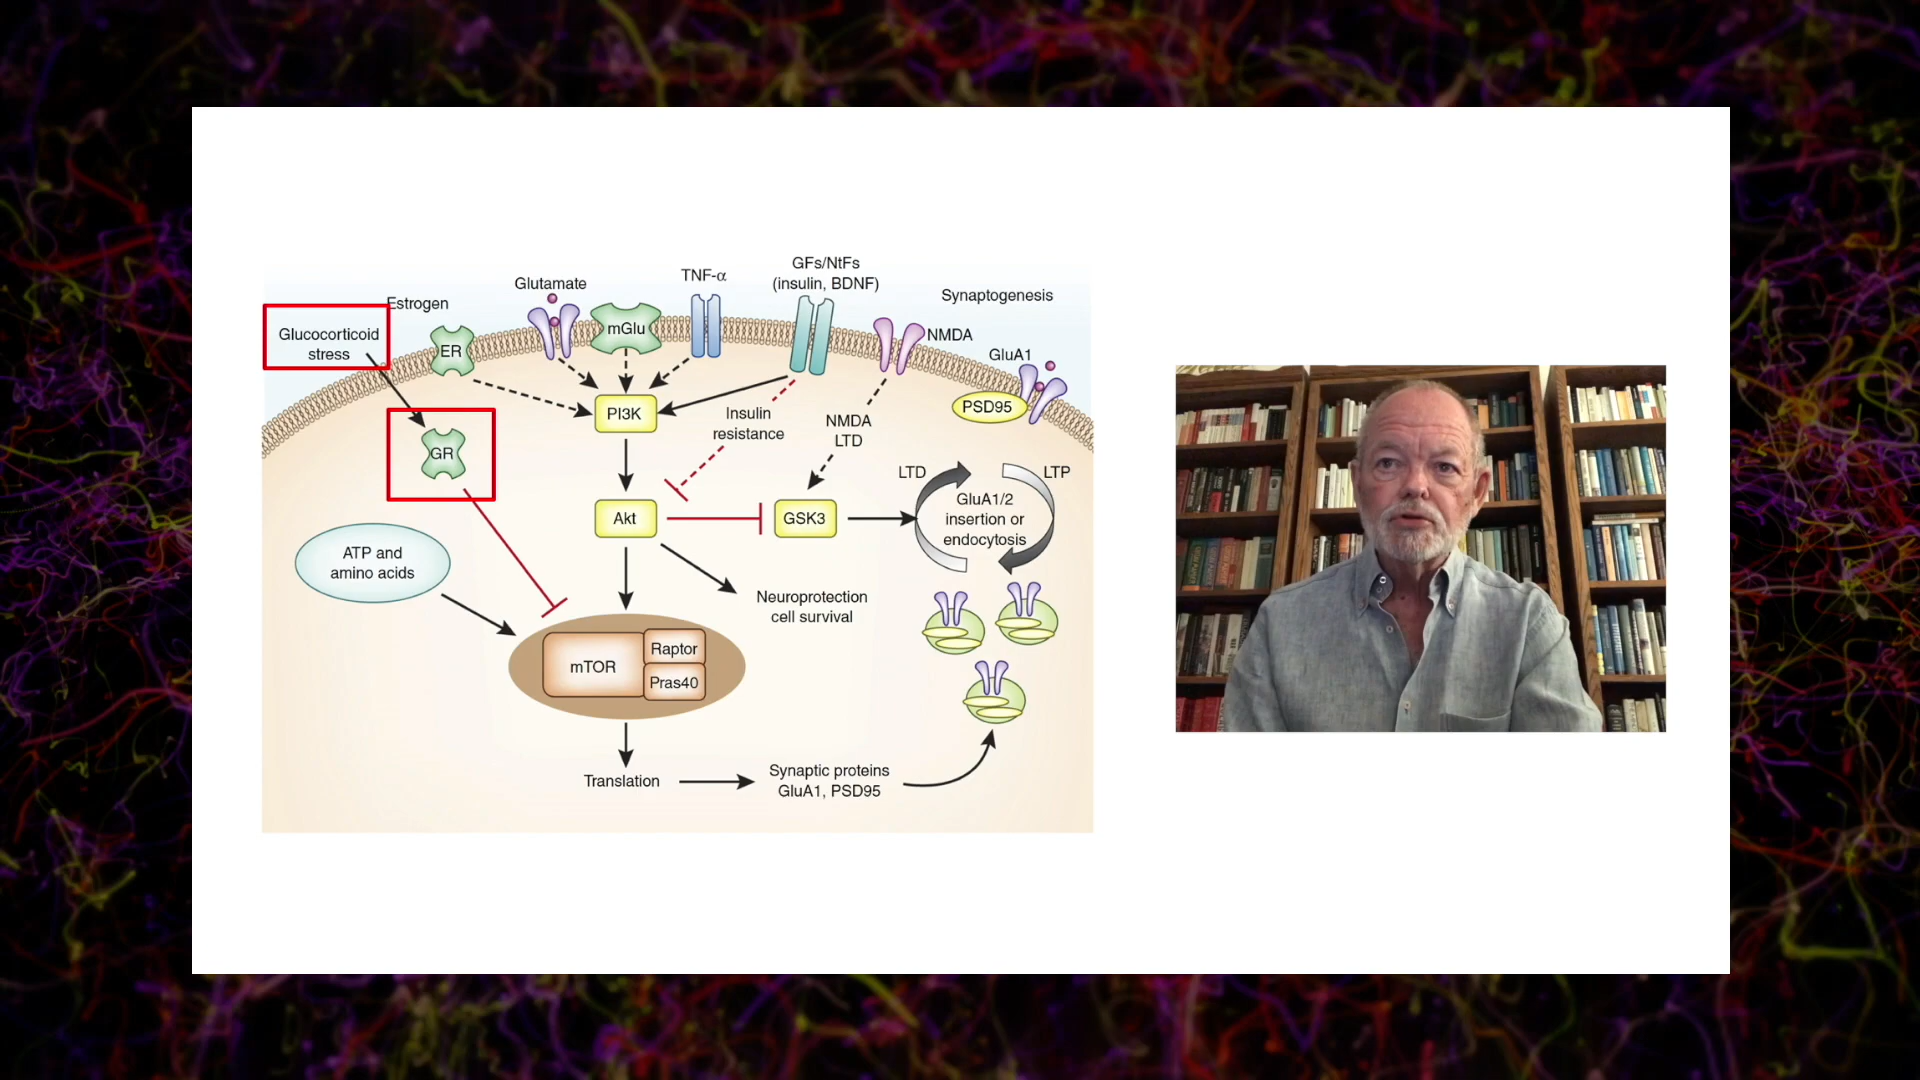 GFs/NtFs
(insulin, BDNF)
TNF-α
Glutamate
Synaptogenesis
Estrogen
Glucocorticoid
stress
mGlu
NMDA
ER
GluA1
PSD95
PI3K
Insulin
resistance
NMDA
LTD
GR
LTD
LTP
GluA1/2
insertion or
endocytosis
Akt
GSK3
ATP and
amino acids
Neuroprotection
cell survival
mTOR
Raptor
Pras40
Translation
Synaptic proteins
GluA1, PSD95